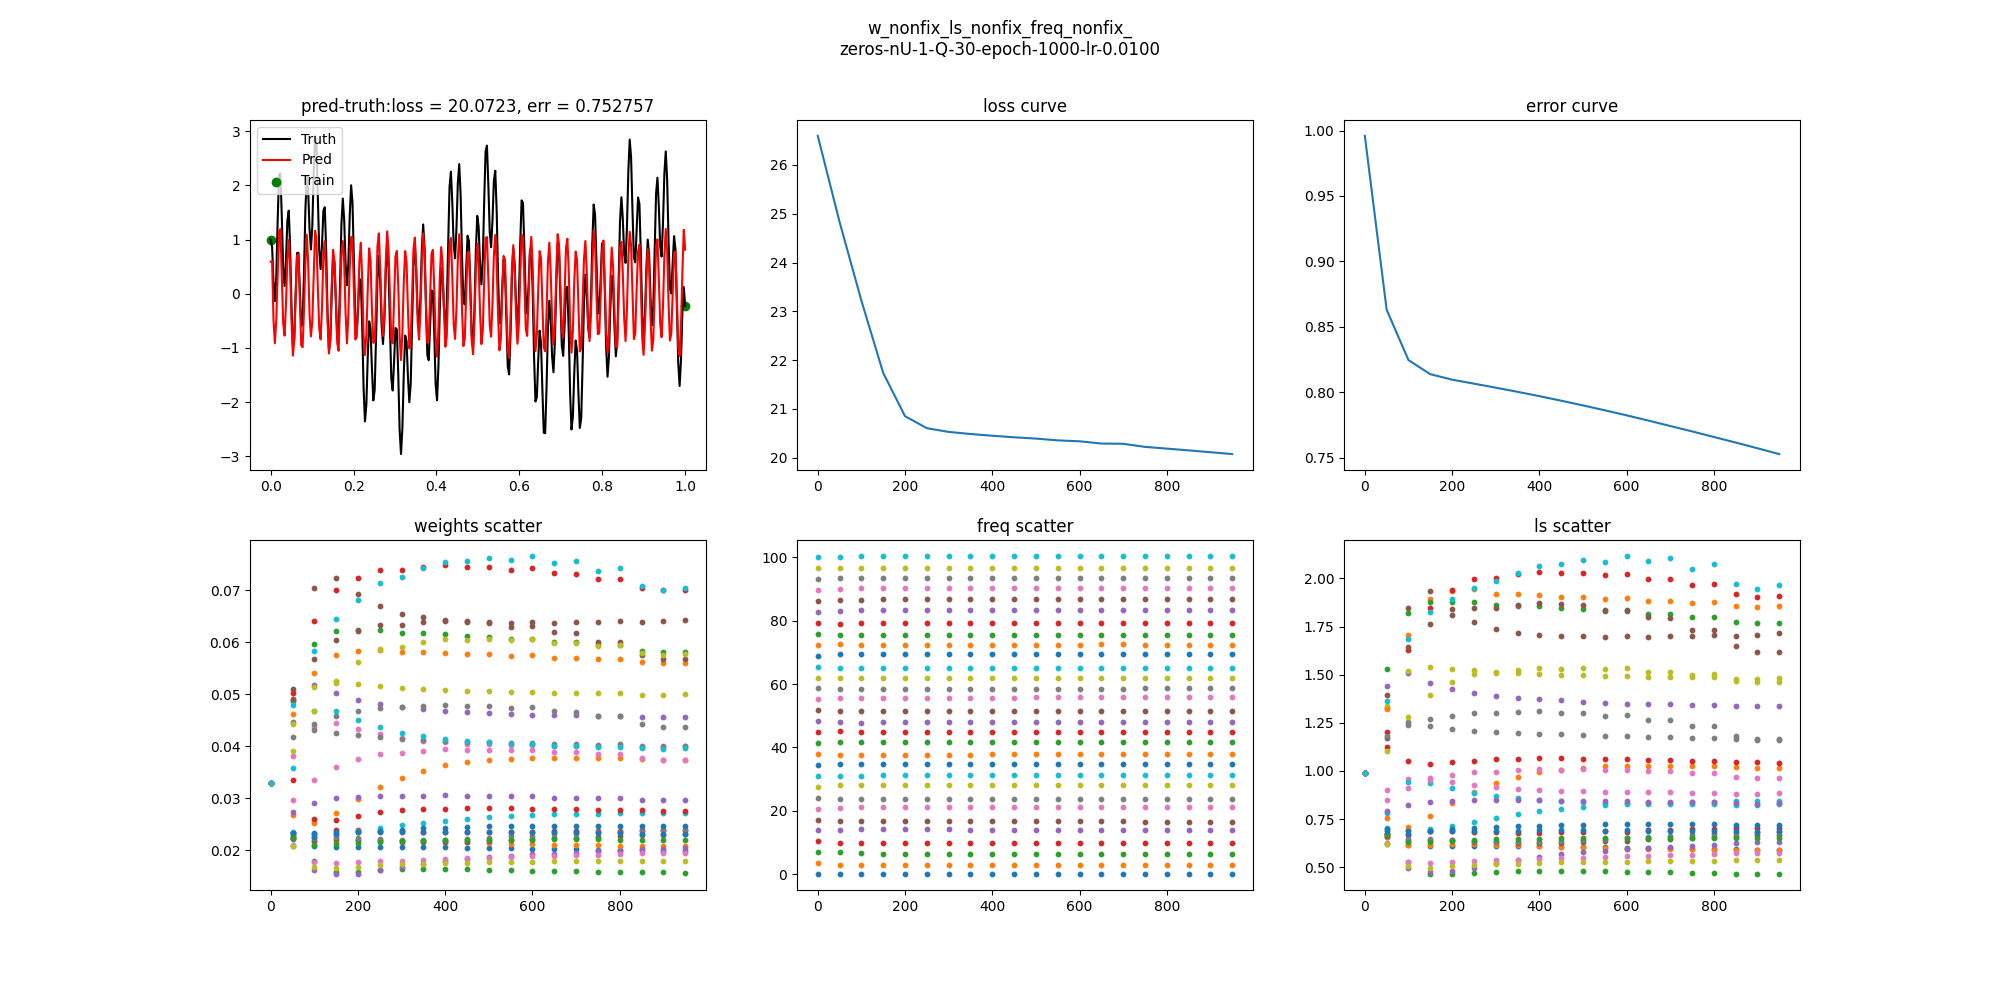 w_nonfix_ls_nonfix_freq_nonfix_
zeros-nU-1-Q-30-epoch-1000-lr-0.0100
pred-truth:loss = 20.0723, err = 0.752757
Truth
Pred
Train
3
2
1
0
−1
−2
−3
0.0 0.2 0.4 0.6 0.8 1.0
loss curve
26
25
24
23
22
21
20
0 200 400 600 800
error curve
1.00
0.95
0.90
0.85
0.80
0.75
0 200 400 600 800
weights scatter
0.07
0.06
0.05
0.04
0.03
0.02
0 200 400 600 800
freq scatter
100
80
60
40
20
0
0 200 400 600 800
ls scatter
2.00
1.75
1.50
1.25
1.00
0.75
0.50
0 200 400 600 800